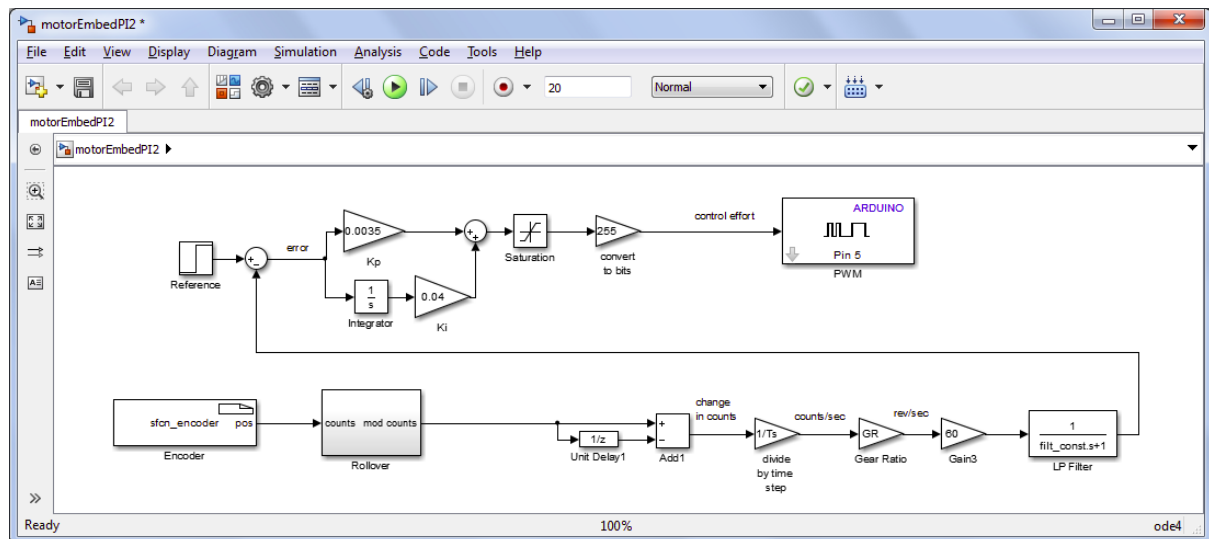 motorEmbedPI2 *
File Edit View Display Diagram Simulation Analysis Code Tools Help
20
Normal
motorEmbedPI2
motorEmbedPI2
Reference
+
-
error
0.0035
Kp
1
s
Integrator
0.04
Ki
+
+
Saturation
255
convert
to bits
control effort
ARDUINO
Pin 5
PWM
sfcn_encoder pos
Encoder
counts mod counts
Rollover
1/z
Unit Delay1
+
-
Add1
change
in counts
1/Ts
divide
by time
step
counts/sec
GR
Gear Ratio
rev/sec
60
Gain3
1
filt_const.s+1
LP Filter
Ready
100%
ode4